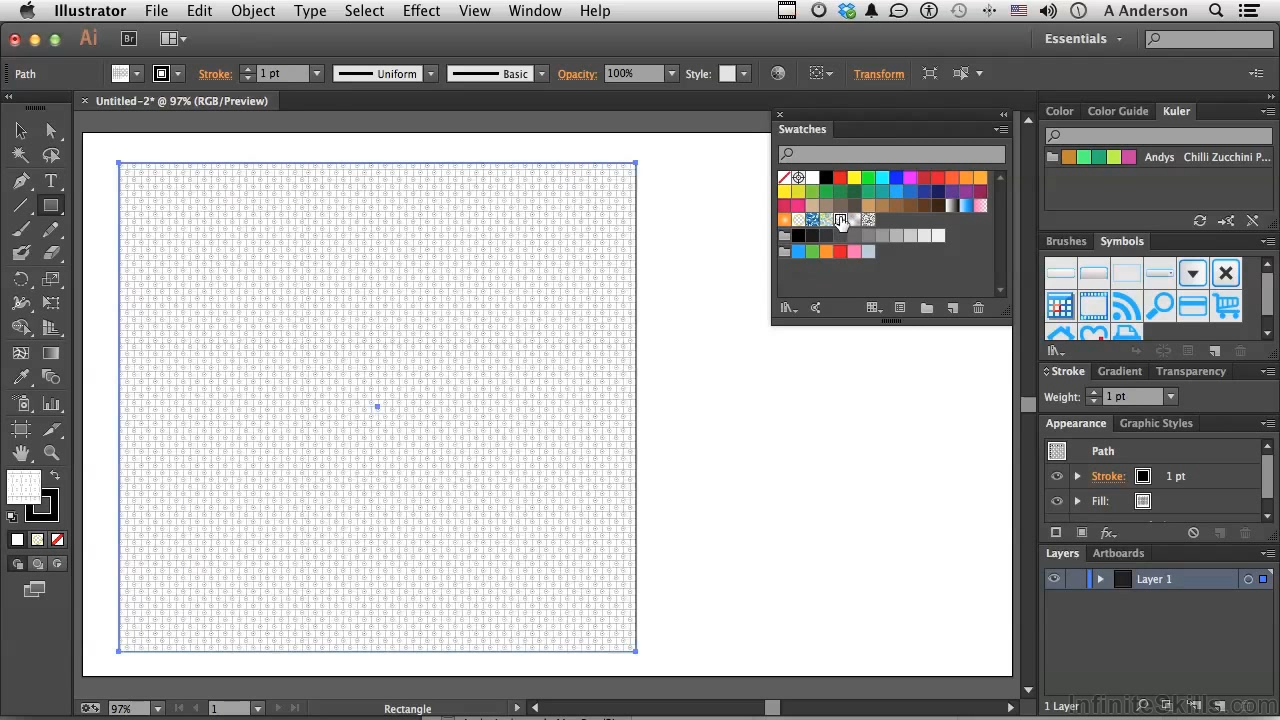 Illustrator File Edit Object Type Select Effect View Window Help A Anderson
Ai Br Essentials
Path Stroke: 1 pt Uniform Basic Opacity: 100% Style: Transform
Untitled-2* @ 97% (RGB/Preview)
Swatches
Color Color Guide Kuler
Andys Chilli Zucchini P...
Brushes Symbols
Stroke Gradient Transparency
Weight: 1 pt
Appearance Graphic Styles
Path
Stroke: 1 pt
Fill:
fx
Layers Artboards
Layer 1
1 Layer
InfiniteSkills.com
97% 1 Rectangle